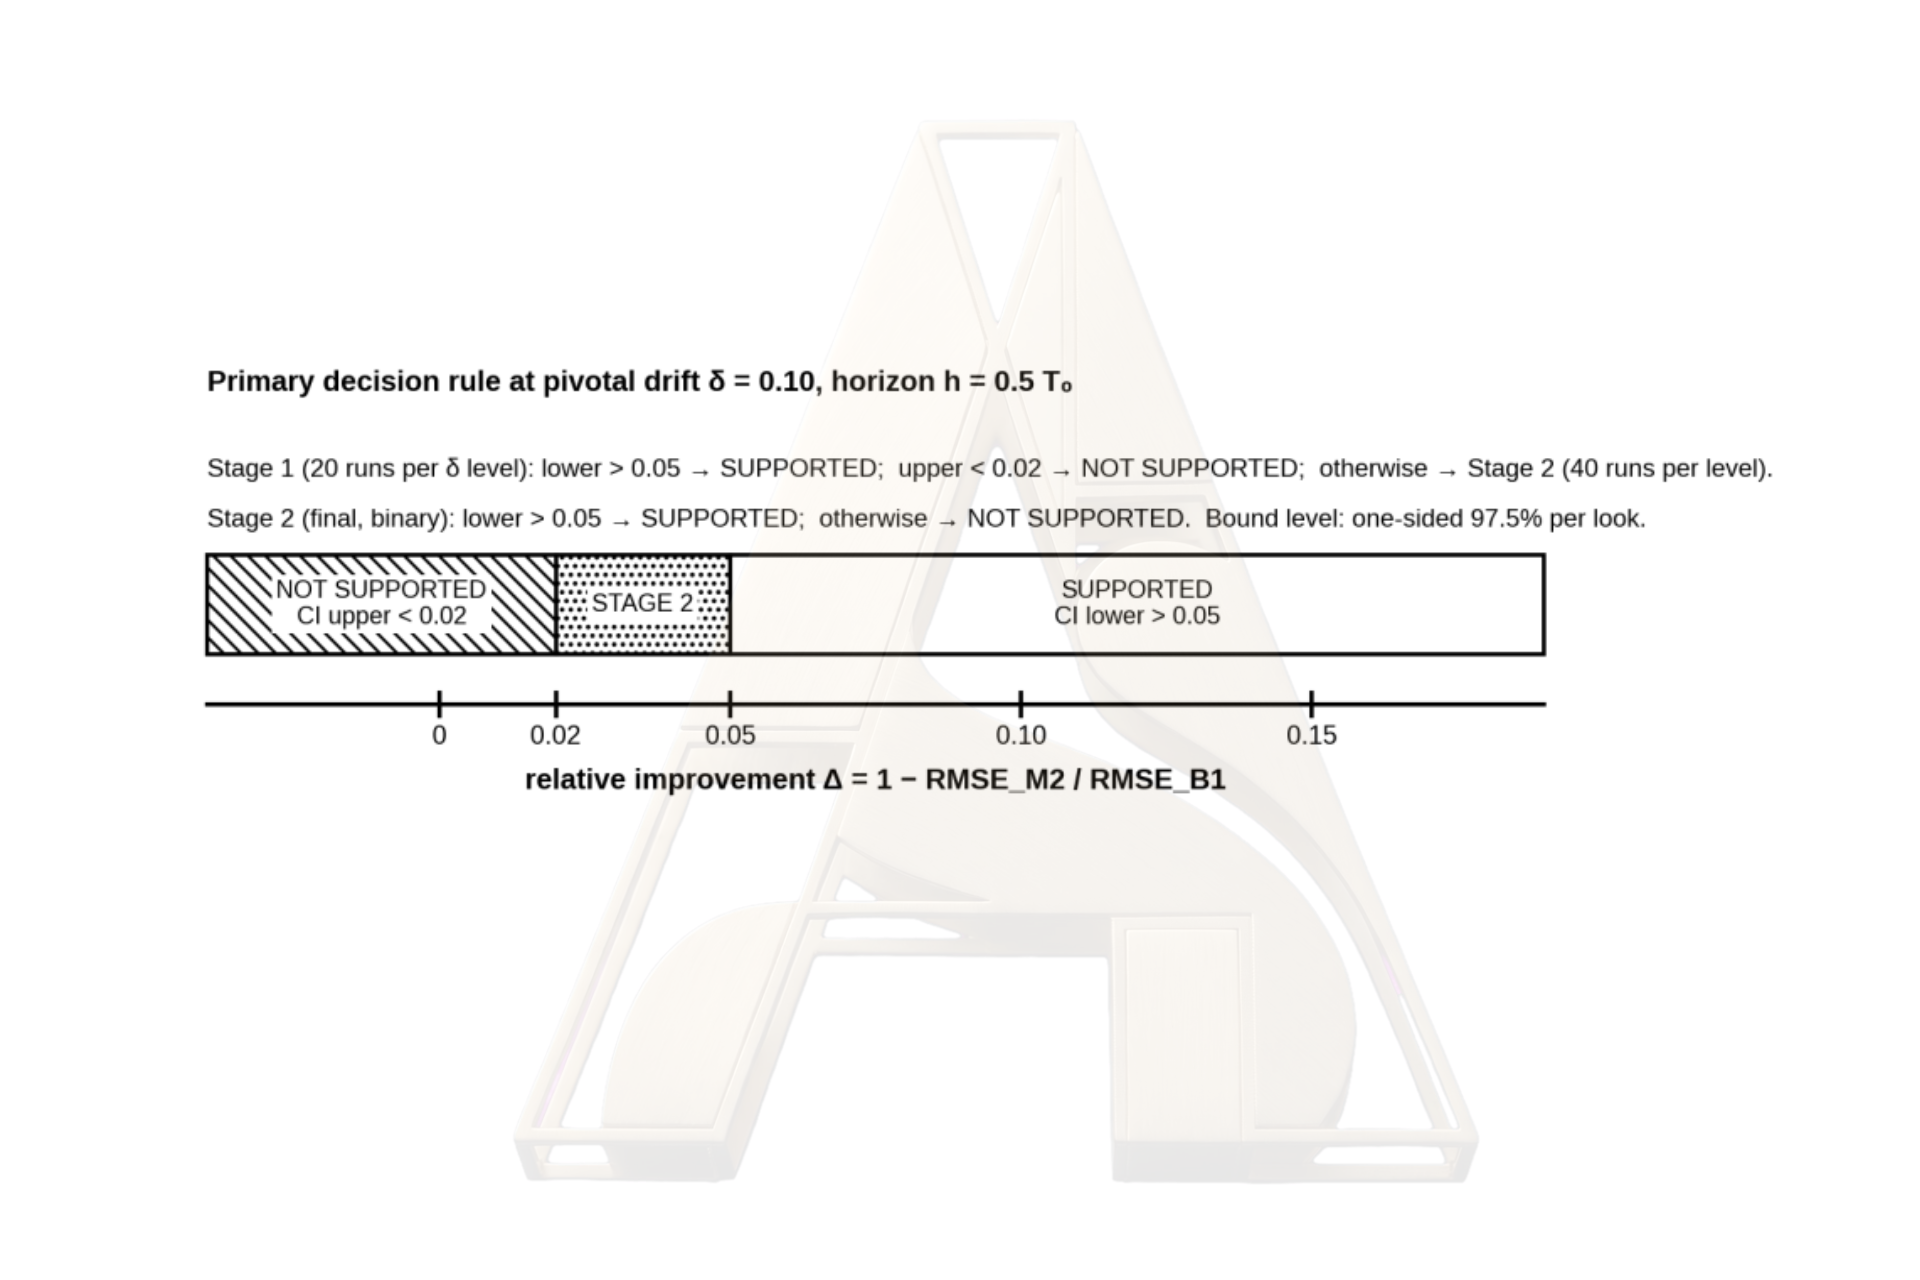 Primary decision rule at pivotal drift δ = 0.10, horizon h = 0.5 T₀
Stage 1 (20 runs per δ level): lower > 0.05 → SUPPORTED;  upper < 0.02 → NOT SUPPORTED;  otherwise → Stage 2 (40 runs per level).
Stage 2 (final, binary): lower > 0.05 → SUPPORTED;  otherwise → NOT SUPPORTED.  Bound level: one-sided 97.5% per look.
NOT SUPPORTED
CI upper < 0.02
STAGE 2
SUPPORTED
CI lower > 0.05
0 0.02 0.05 0.10 0.15
relative improvement Δ = 1 − RMSE_M2 / RMSE_B1